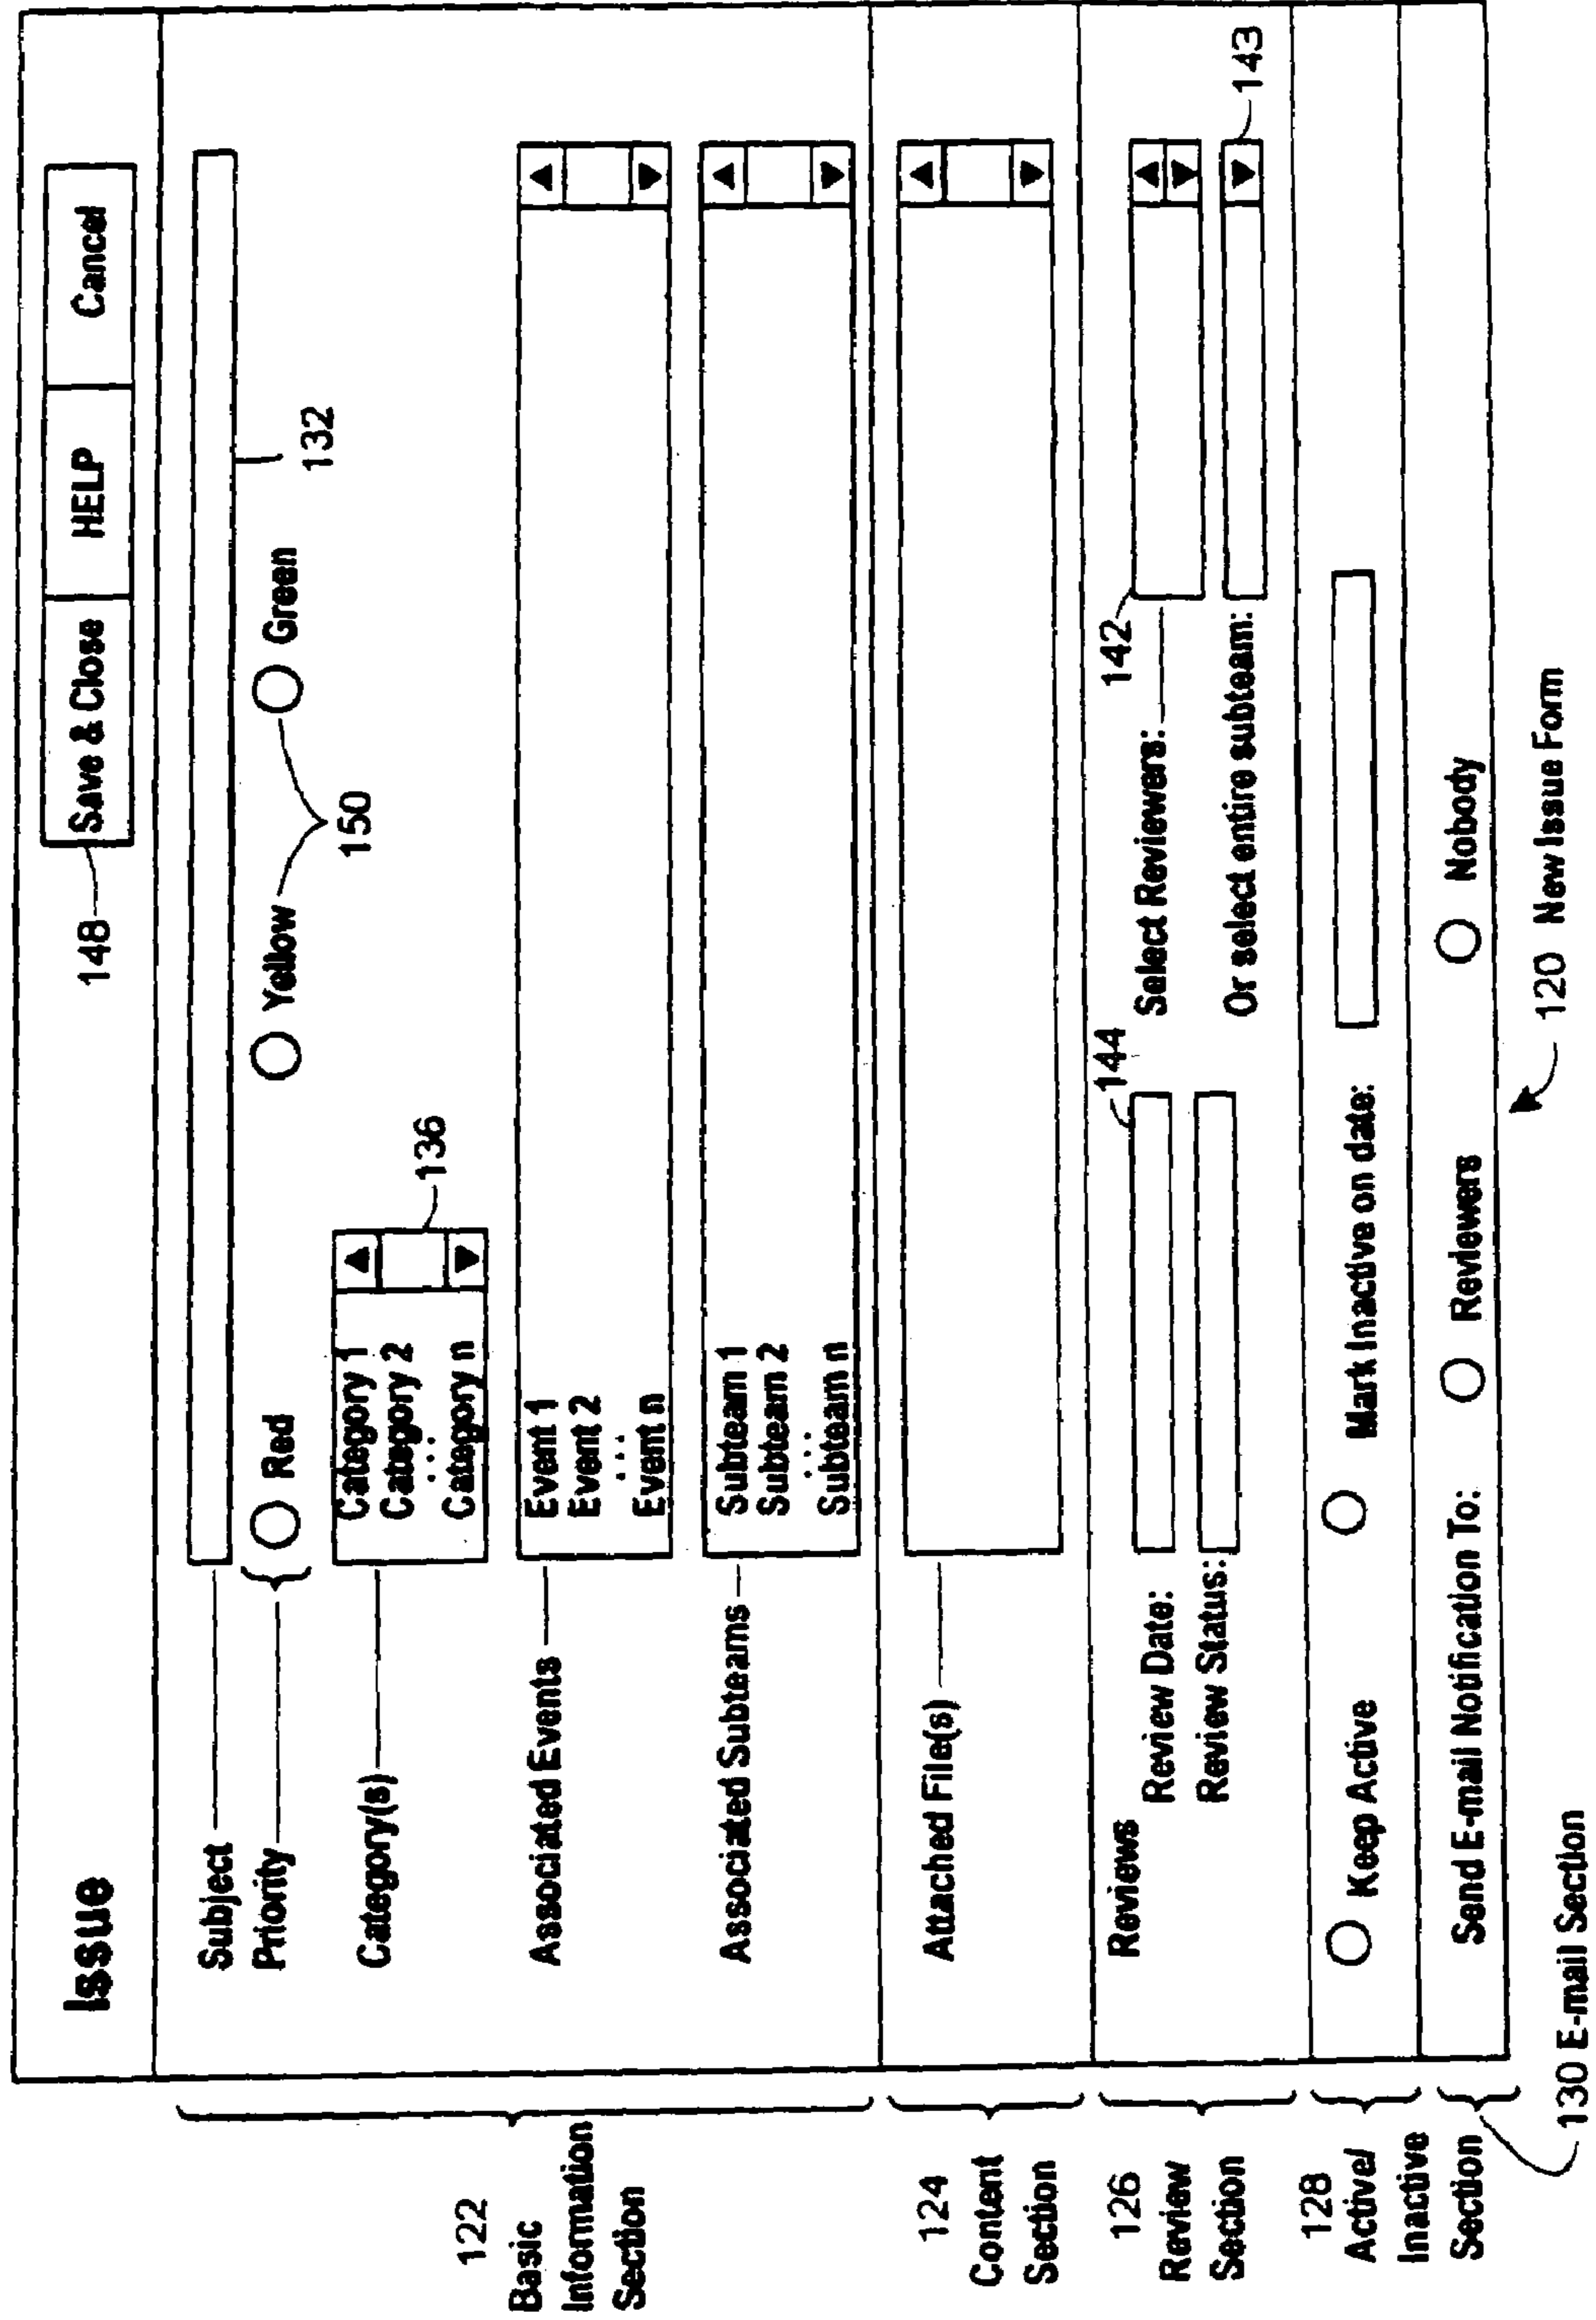 Issue
148
Save & Close
HELP
Cancel
Subject
132
Priority
Red
Yellow
Green
150
Category(s)
Category 1
Category 2
...
Category n
136
Associated Events
Event 1
Event 2
...
Event n
Associated Subteams
Subteam 1
Subteam 2
...
Subteam n
Attached File(s)
Reviews
Review Date:
144
Review Status:
Select Reviewers:
142
Or select entire subteam:
143
Keep Active
Mark Inactive on date:
Send E-mail Notification To:
Reviewers
Nobody
122
Basic
Information
Section
124
Content
Section
126
Review
Section
128
Active/
Inactive
Section
130 E-mail Section
120 New Issue Form